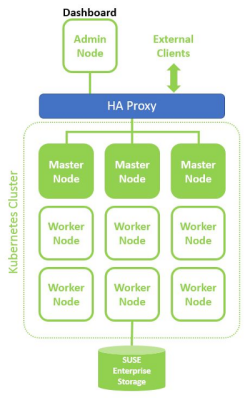 Dashboard
Admin
Node
External
Clients
HA Proxy
Kubernetes Cluster
Master
Node
Master
Node
Master
Node
Worker
Node
Worker
Node
Worker
Node
Worker
Node
Worker
Node
Worker
Node
SUSE
Enterprise
Storage